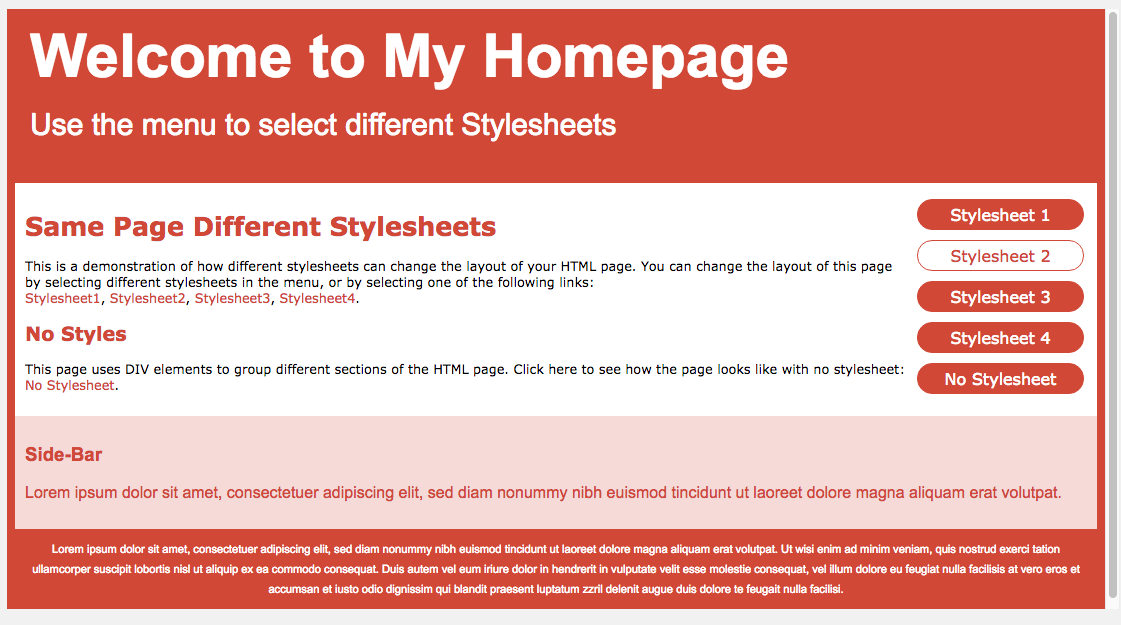 Welcome to My Homepage
Use the menu to select different Stylesheets
Same Page Different Stylesheets
This is a demonstration of how different stylesheets can change the layout of your HTML page. You can change the layout of this page
by selecting different stylesheets in the menu, or by selecting one of the following links:
Stylesheet1, Stylesheet2, Stylesheet3, Stylesheet4.
No Styles
This page uses DIV elements to group different sections of the HTML page. Click here to see how the page looks like with no stylesheet:
No Stylesheet.
Stylesheet 1
Stylesheet 2
Stylesheet 3
Stylesheet 4
No Stylesheet
Side-Bar
Lorem ipsum dolor sit amet, consectetuer adipiscing elit, sed diam nonummy nibh euismod tincidunt ut laoreet dolore magna aliquam erat volutpat.
Lorem ipsum dolor sit amet, consectetuer adipiscing elit, sed diam nonummy nibh euismod tincidunt ut laoreet dolore magna aliquam erat volutpat. Ut wisi enim ad minim veniam, quis nostrud exerci tation
ullamcorper suscipit lobortis nisl ut aliquip ex ea commodo consequat. Duis autem vel eum iriure dolor in hendrerit in vulputate velit esse molestie consequat, vel illum dolore eu feugiat nulla facilisis at vero eros et
accumsan et iusto odio dignissim qui blandit praesent luptatum zzril delenit augue duis dolore te feugait nulla facilisi.